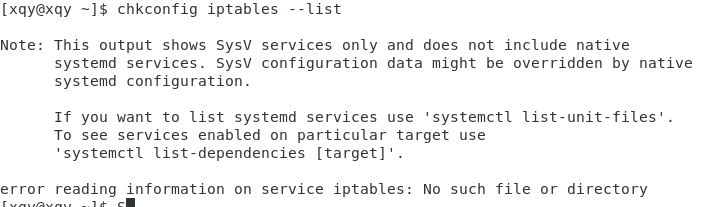 [xqy@xqy ~]$ chkconfig iptables --list
Note: This output shows SysV services only and does not include native
systemd services. SysV configuration data might be overridden by native
systemd configuration.
If you want to list systemd services use 'systemctl list-unit-files'.
To see services enabled on particular target use
'systemctl list-dependencies [target]'.
error reading information on service iptables: No such file or directory
[xqy@xqy ~]$ S